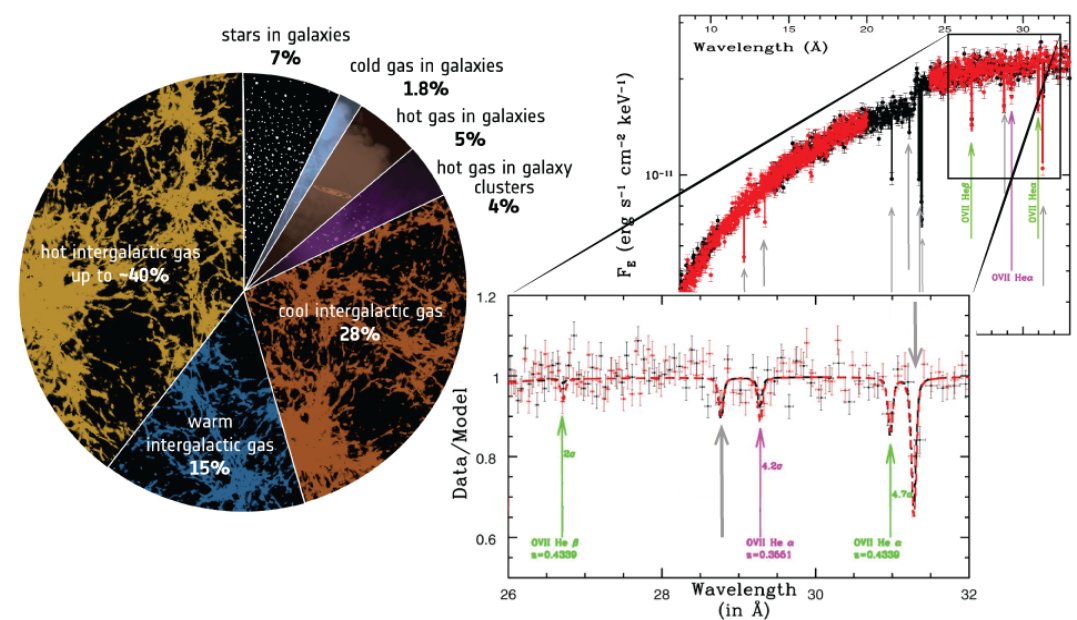 stars in galaxies
7%
cold gas in galaxies
1.8%
hot gas in galaxies
5%
hot gas in galaxy
clusters
4%
hot intergalactic gas
up to ~40%
cool intergalactic gas
28%
warm
intergalactic gas
15%
10 15 20 25 30
Wavelength (Å)
F_E (erg s⁻¹ cm⁻² keV⁻¹)
10⁻¹¹
OVII Heβ
OVII Heα
OVII Heα
1.2
1
0.8
0.6
Data/Model
2σ
4.2σ
4.7σ
OVII He β
z=0.4339
OVII He α
z=0.3551
OVII He α
z=0.4339
26 28 30 32
Wavelength
(in Å)